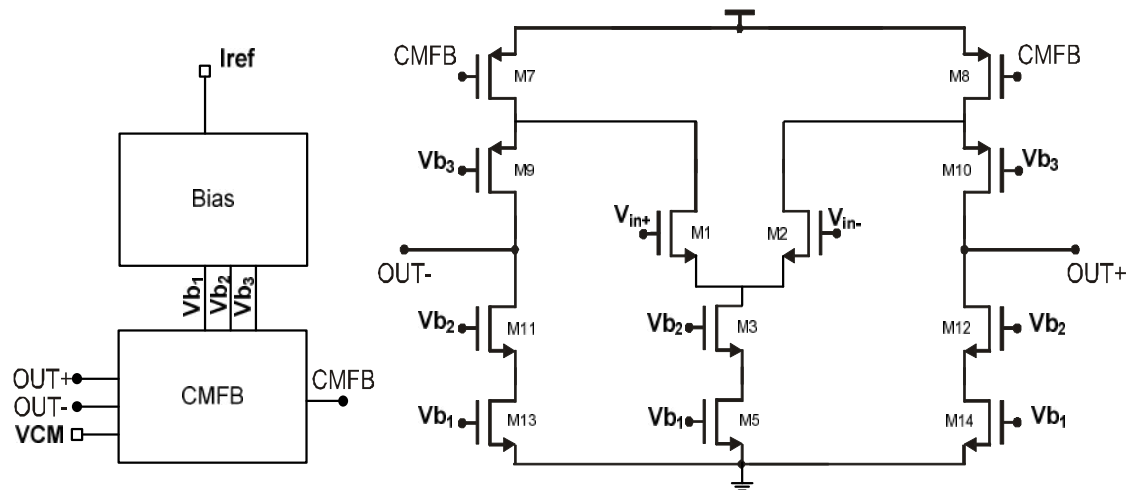 Iref
Bias
Vb1
Vb2
Vb3
OUT+
OUT-
VCM
CMFB
CMFB
CMFB
M7
M8
CMFB
Vb3
M9
M10
Vb3
Vin+
M1
M2
Vin-
OUT-
OUT+
Vb2
M11
Vb2
M3
M12
Vb2
Vb1
M13
Vb1
M5
M14
Vb1